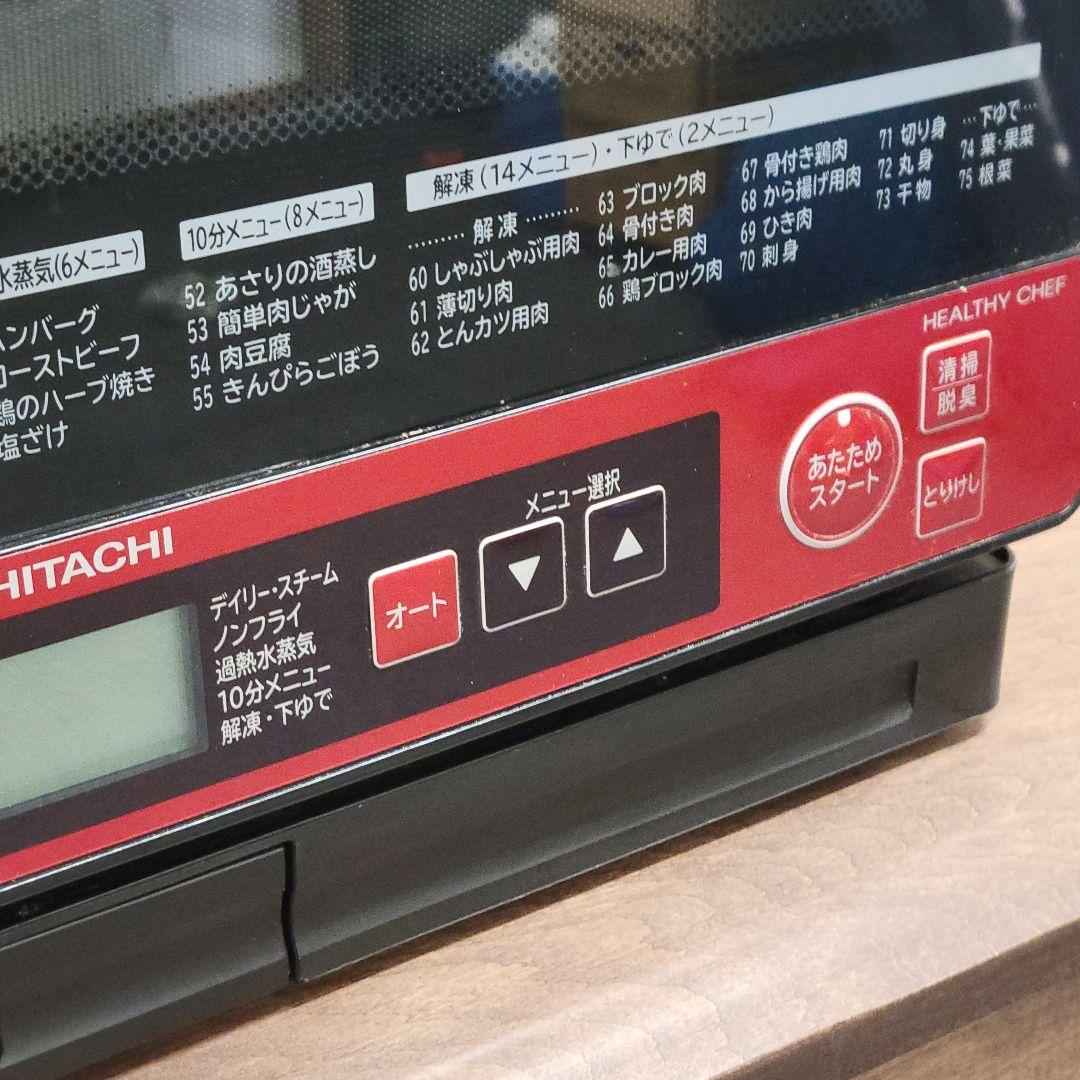 水蒸気(6メニュー)
ハンバーグ
ローストビーフ
鶏のハーブ焼き
塩ざけ
10分メニュー(8メニュー)
52 あさりの酒蒸し
53 簡単肉じゃが
54 肉豆腐
55 きんぴらごぼう
解凍(14メニュー)・下ゆで(2メニュー)
……… 解凍 ………
60 しゃぶしゃぶ用肉
61 薄切り肉
62 とんカツ用肉
63 ブロック肉
64 骨付き肉
65 カレー用肉
66 鶏ブロック肉
67 骨付き鶏肉
68 から揚げ用肉
69 ひき肉
70 刺身
71 切り身
72 丸身
73 干物
…下ゆで…
74 葉・果菜
75 根菜
HEALTHY CHEF
HITACHI
デイリー・スチーム
ノンフライ
過熱水蒸気
10分メニュー
解凍・下ゆで
オート
メニュー選択
▼
▲
あたため
スタート
清掃
脱臭
とりけし